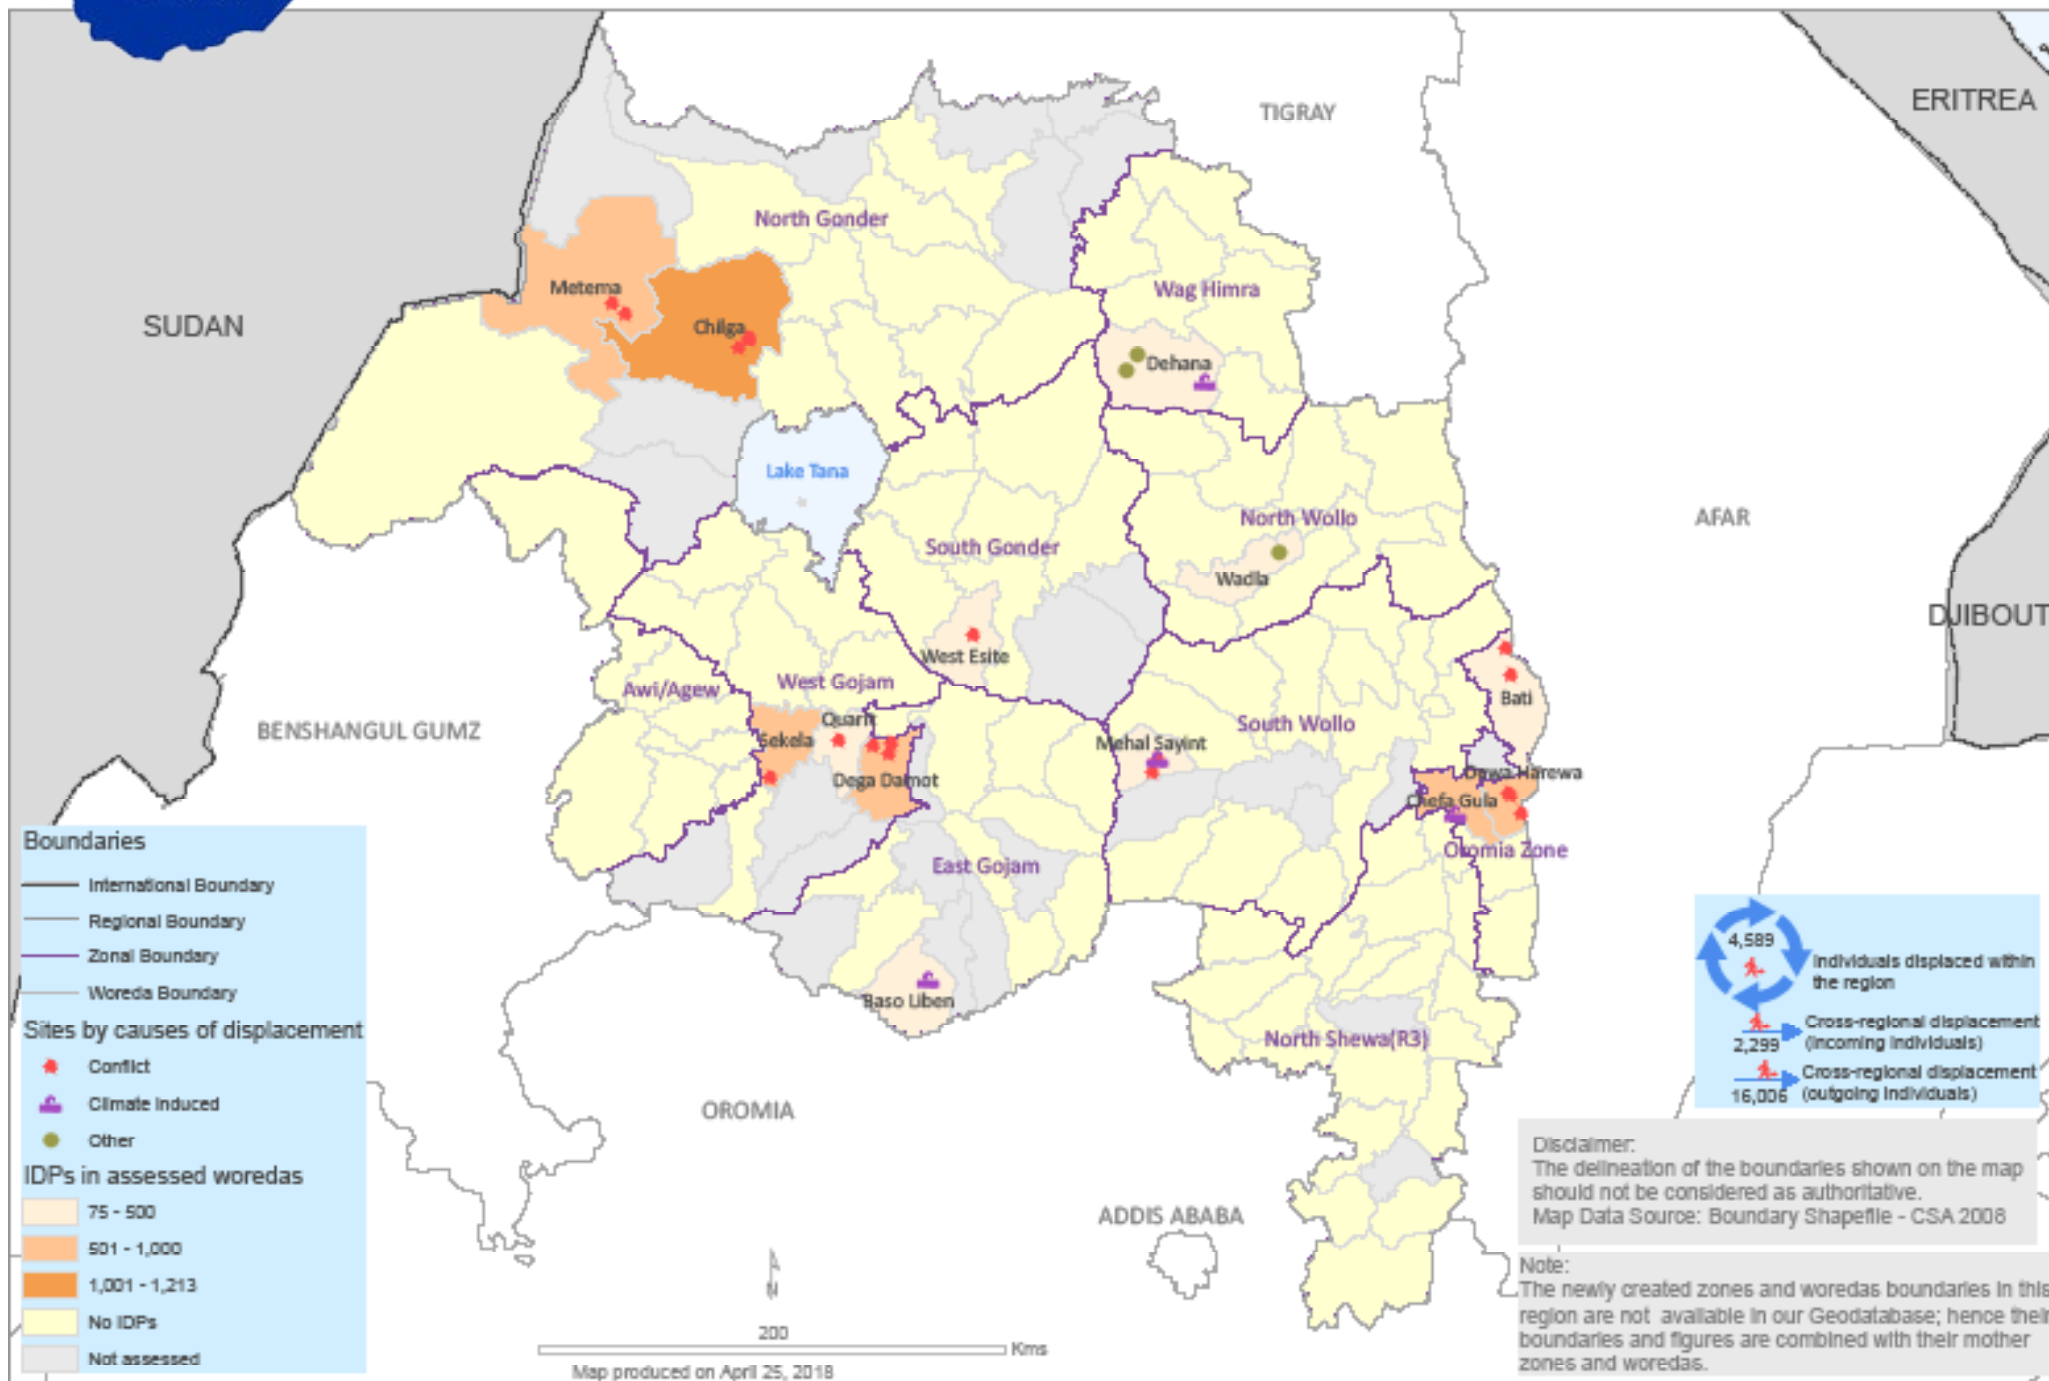 TIGRAY
ERITREA
North Gonder
Wag Himra
Metema
SUDAN
Chilga
Dehana
Lake Tana
North Wollo
AFAR
South Gonder
Wadla
DJIBOUT
West Esite
Awi/Agew
West Gojam
Bati
BENSHANGUL GUMZ
Quarit
South Wollo
Sekela
Mehal Sayint
Dega Damot
Dawa Harewa
Chefa Gula
Oromia Zone
East Gojam
Baso Liben
North Shewa(R3)
OROMIA
ADDIS ABABA
Boundaries
International Boundary
Regional Boundary
Zonal Boundary
Woreda Boundary
Sites by causes of displacement
Conflict
Climate Induced
Other
IDPs in assessed woredas
75 - 500
501 - 1,000
1,001 - 1,213
No IDPs
Not assessed
N
200
Kms
Map produced on April 25, 2018
4,589
Individuals displaced within
the region
Cross-regional displacement
(incoming individuals)
2,299
Cross-regional displacement
(outgoing individuals)
16,006
Disclaimer:
The delineation of the boundaries shown on the map
should not be considered as authoritative.
Map Data Source: Boundary Shapefile - CSA 2008
Note:
The newly created zones and woredas boundaries in this
region are not available in our Geodatabase; hence their
boundaries and figures are combined with their mother
zones and woredas.